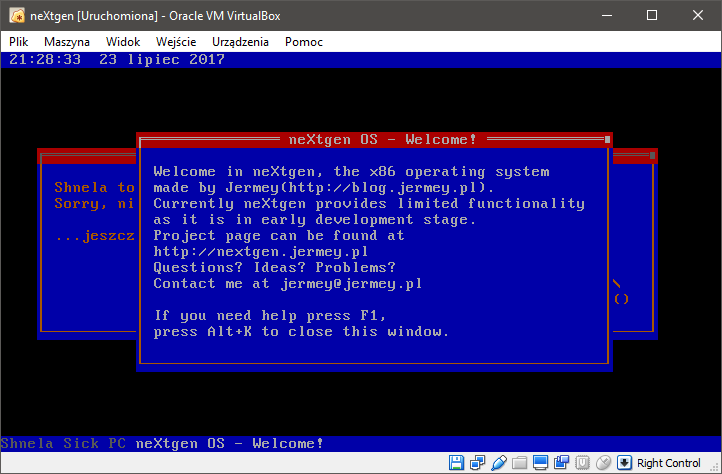 neXtgen [Uruchomiona] - Oracle VM VirtualBox
Plik Maszyna Widok Wejście Urządzenia Pomoc
21:28:33 23 lipiec 2017
neXtgen OS - Welcome!
Welcome in neXtgen, the x86 operating system
made by Jermey(http://blog.jermey.pl).
Currently neXtgen provides limited functionality
as it is in early development stage.
Project page can be found at
http://nextgen.jermey.pl
Questions? Ideas? Problems?
Contact me at jermey@jermey.pl
If you need help press F1,
press Alt+K to close this window.
Shnela to
Sorry, ni
...jeszcz
\
()
Shnela Sick PC neXtgen OS - Welcome!
Right Control